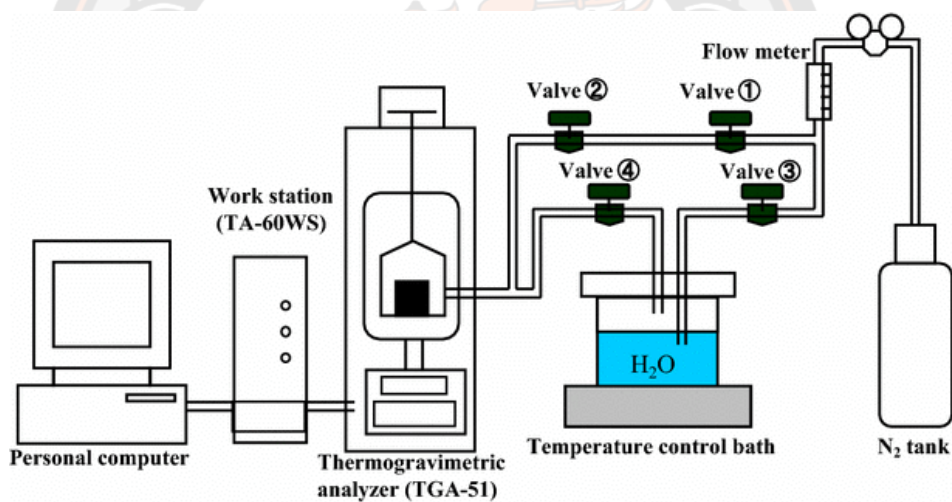 Flow meter
Valve ②
Valve ①
Valve ④
Valve ③
Work station
(TA-60WS)
H₂O
Personal computer
Thermogravimetric
analyzer (TGA-51)
Temperature control bath
N₂ tank